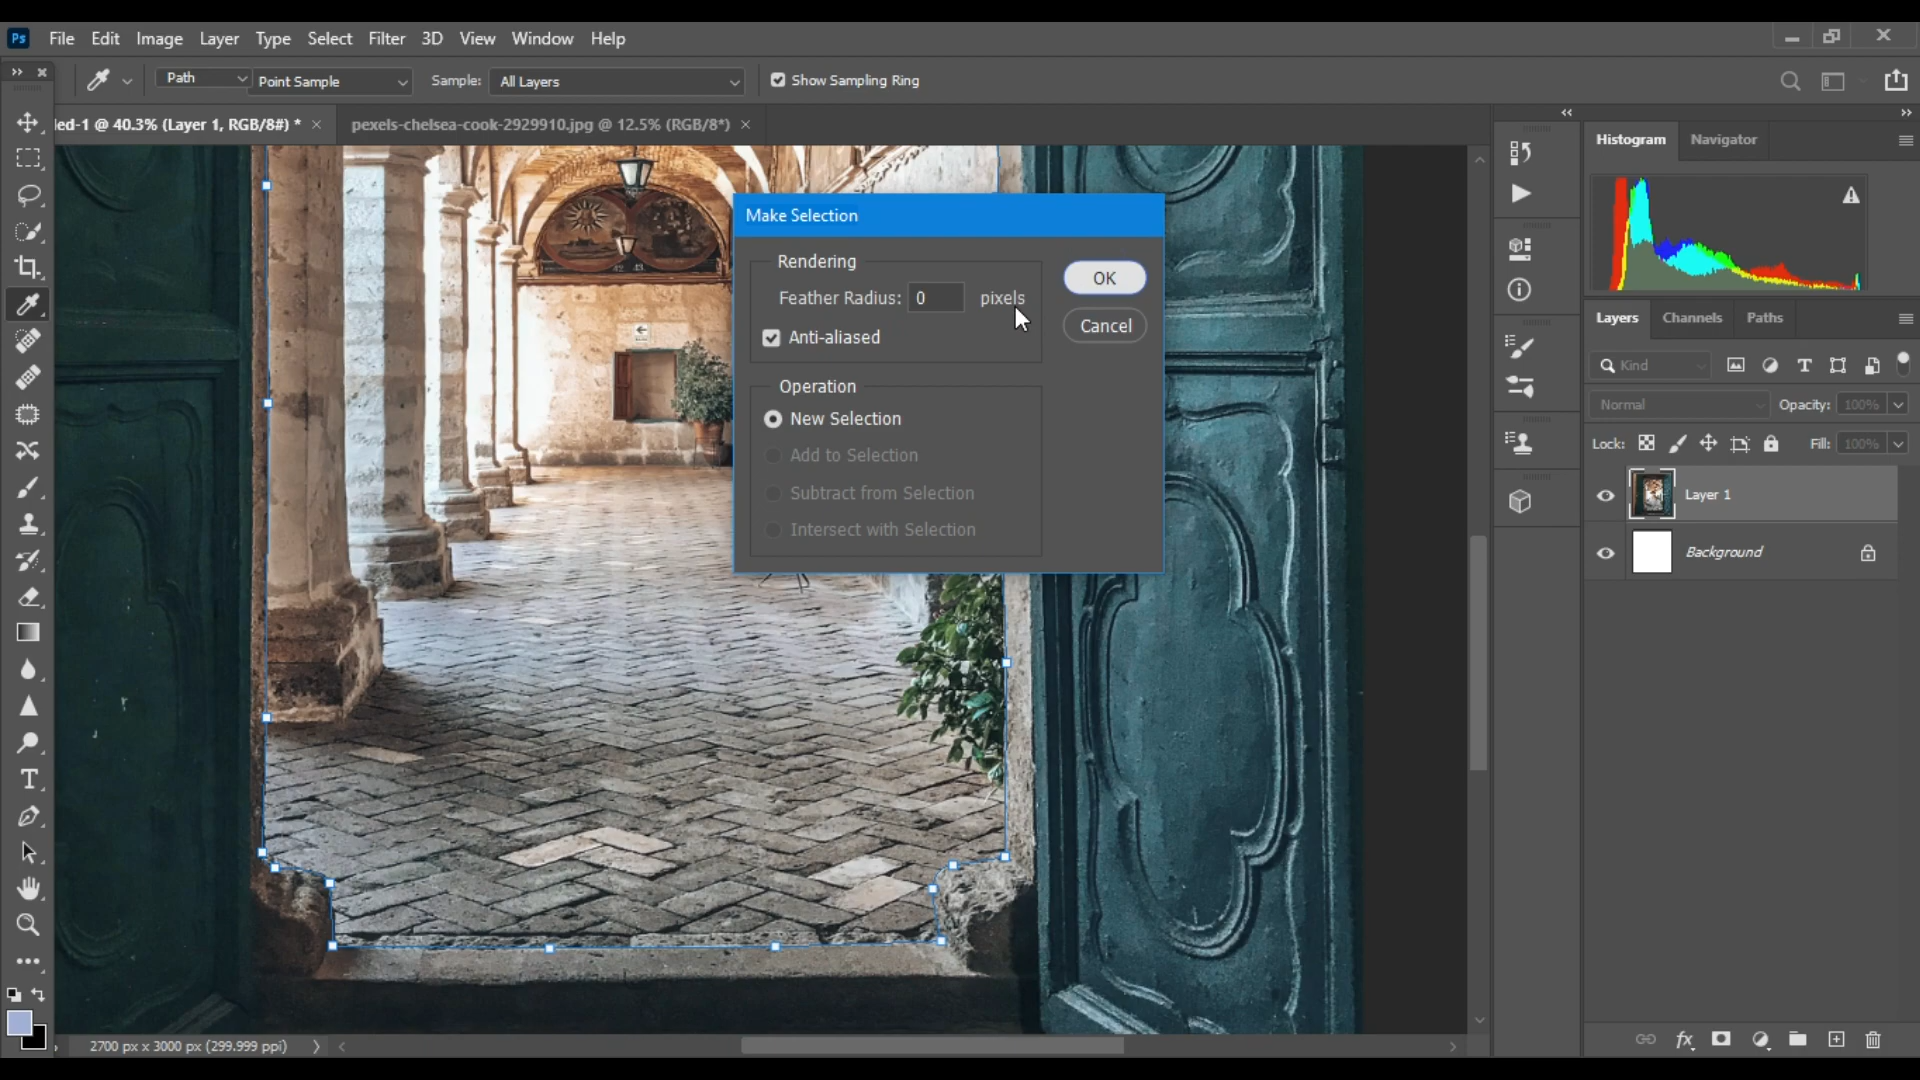 Ps File Edit Image Layer Type Select Filter 3D View Window Help
Path Point Sample Sample: All Layers Show Sampling Ring
led-1 @ 40.3% (Layer 1, RGB/8#) * pexels-chelsea-cook-2929910.jpg @ 12.5% (RGB/8*)
Histogram Navigator
Make Selection
Rendering
Feather Radius: 0 pixels
Anti-aliased
OK
Cancel
Operation
New Selection
Add to Selection
Subtract from Selection
Intersect with Selection
42. 43.
Layers Channels Paths
Kind
Normal Opacity: 100%
Lock: Fill: 100%
Layer 1
Background
2700 px x 3000 px (299.999 ppi)